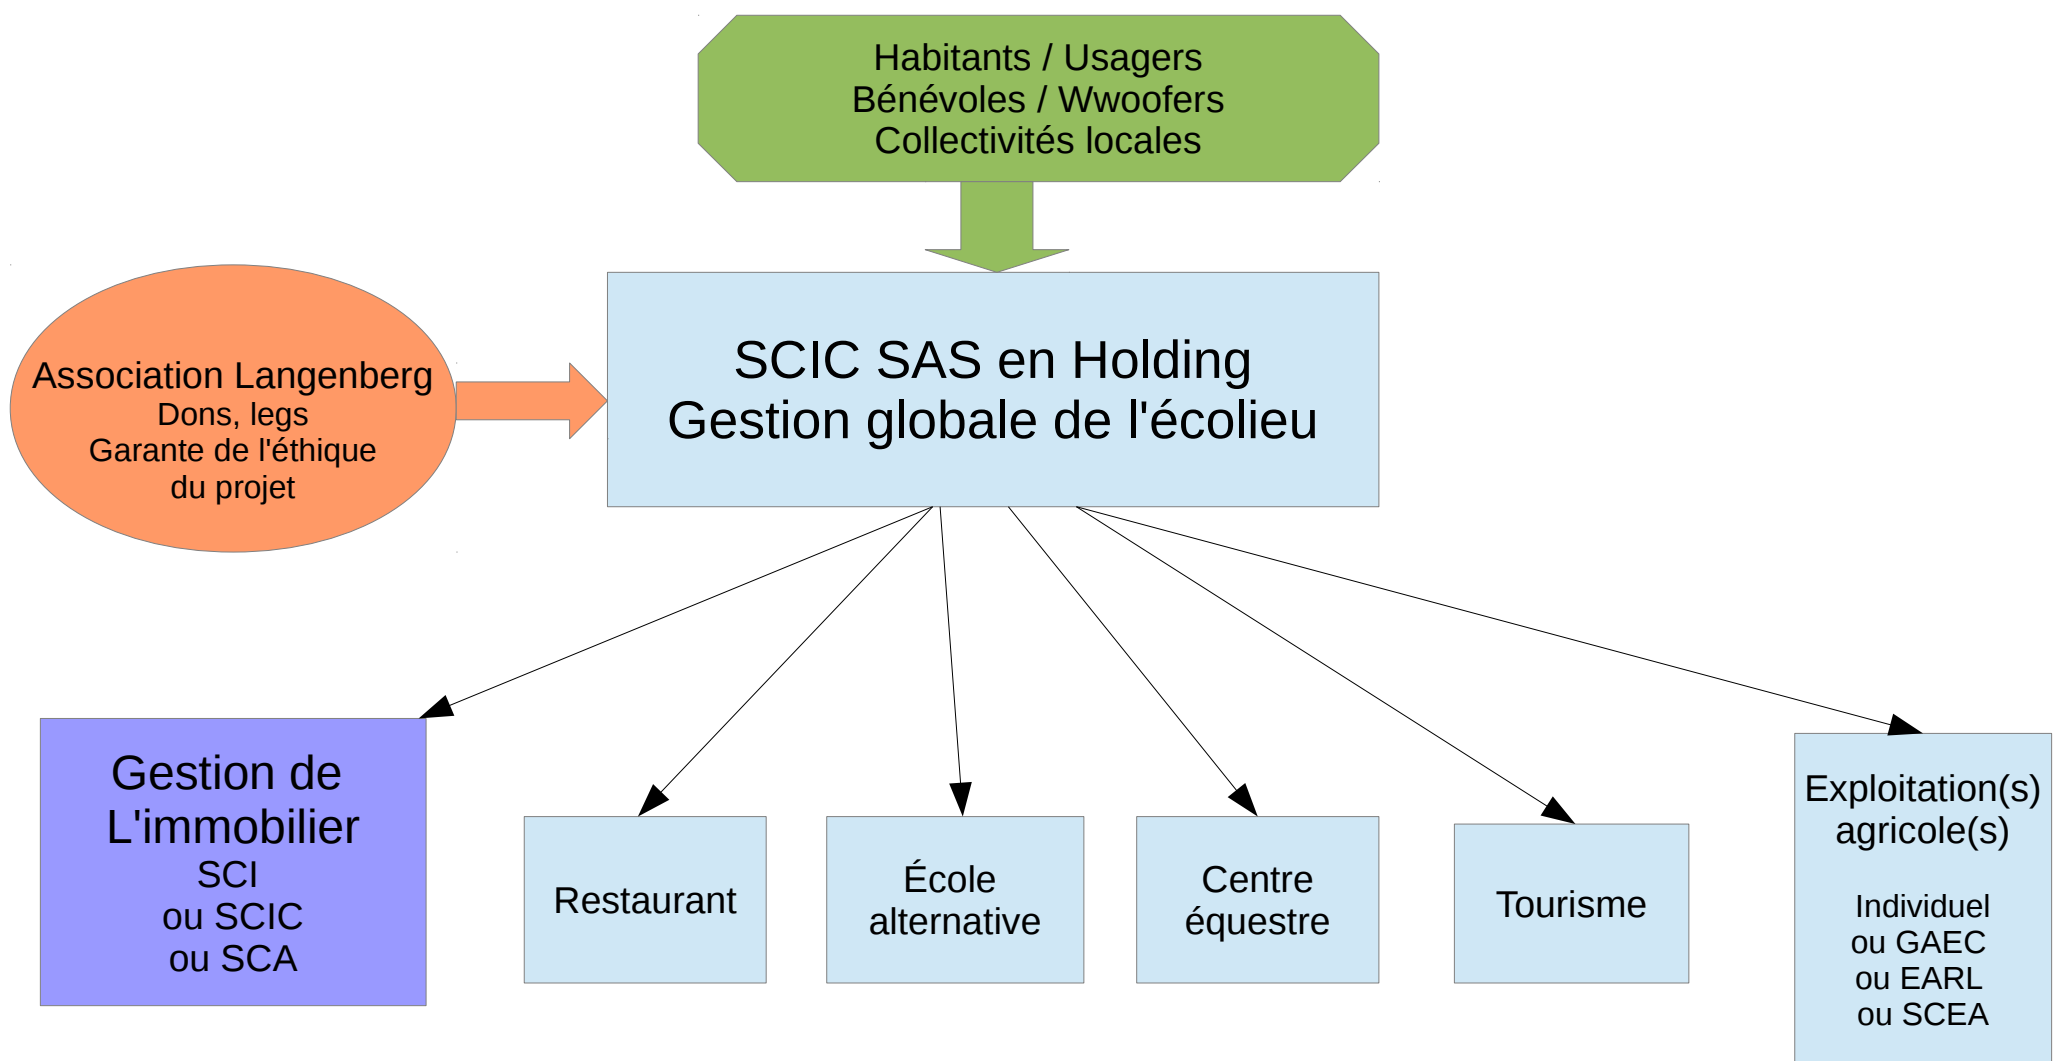 Habitants / Usagers
Bénévoles / Wwoofers
Collectivités locales
Association Langenberg
Dons, legs
Garante de l'éthique
du projet
SCIC SAS en Holding
Gestion globale de l'écolieu
Gestion de
L'immobilier
SCI
ou SCIC
ou SCA
Restaurant
École
alternative
Centre
équestre
Tourisme
Exploitation(s)
agricole(s)
Individuel
ou GAEC
ou EARL
ou SCEA